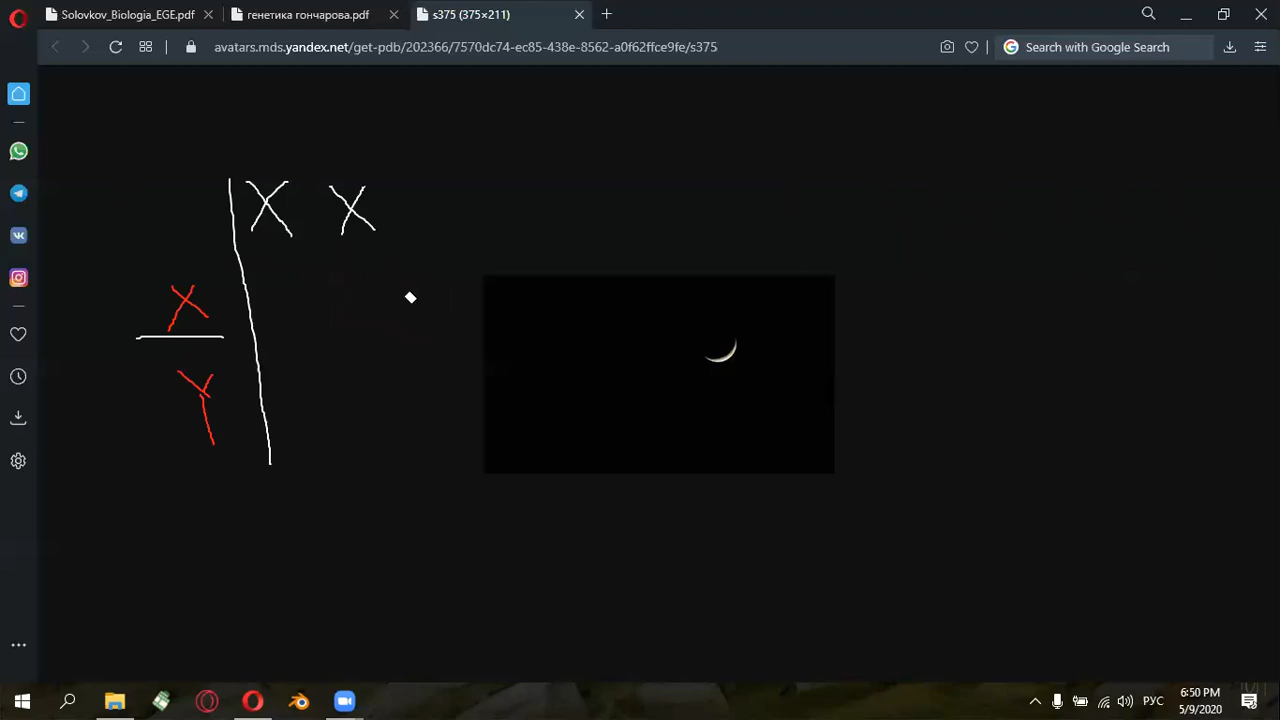 Solovkov_Biologia_EGE.pdf
генетика гончарова.pdf
s375 (375×211)
avatars.mds.yandex.net/get-pdb/202366/7570dc74-ec85-438e-8562-a0f62ffce9fe/s375
Search with Google Search
X X
X
Y
РУС
6:50 PM
5/9/2020